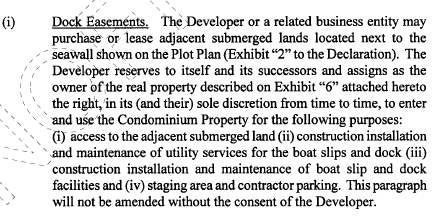 (i) Dock Easements. The Developer or a related business entity may
purchase or lease adjacent submerged lands located next to the
seawall shown on the Plot Plan (Exhibit “2” to the Declaration). The
Developer reserves to itself and its successors and assigns as the
owner of the real property described on Exhibit “6” attached hereto
the right, in its (and their) sole discretion from time to time, to enter
and use the Condominium Property for the following purposes:
(i) access to the adjacent submerged land (ii) construction installation
and maintenance of utility services for the boat slips and dock (iii)
construction installation and maintenance of boat slip and dock
facilities and (iv) staging area and contractor parking. This paragraph
will not be amended without the consent of the Developer.